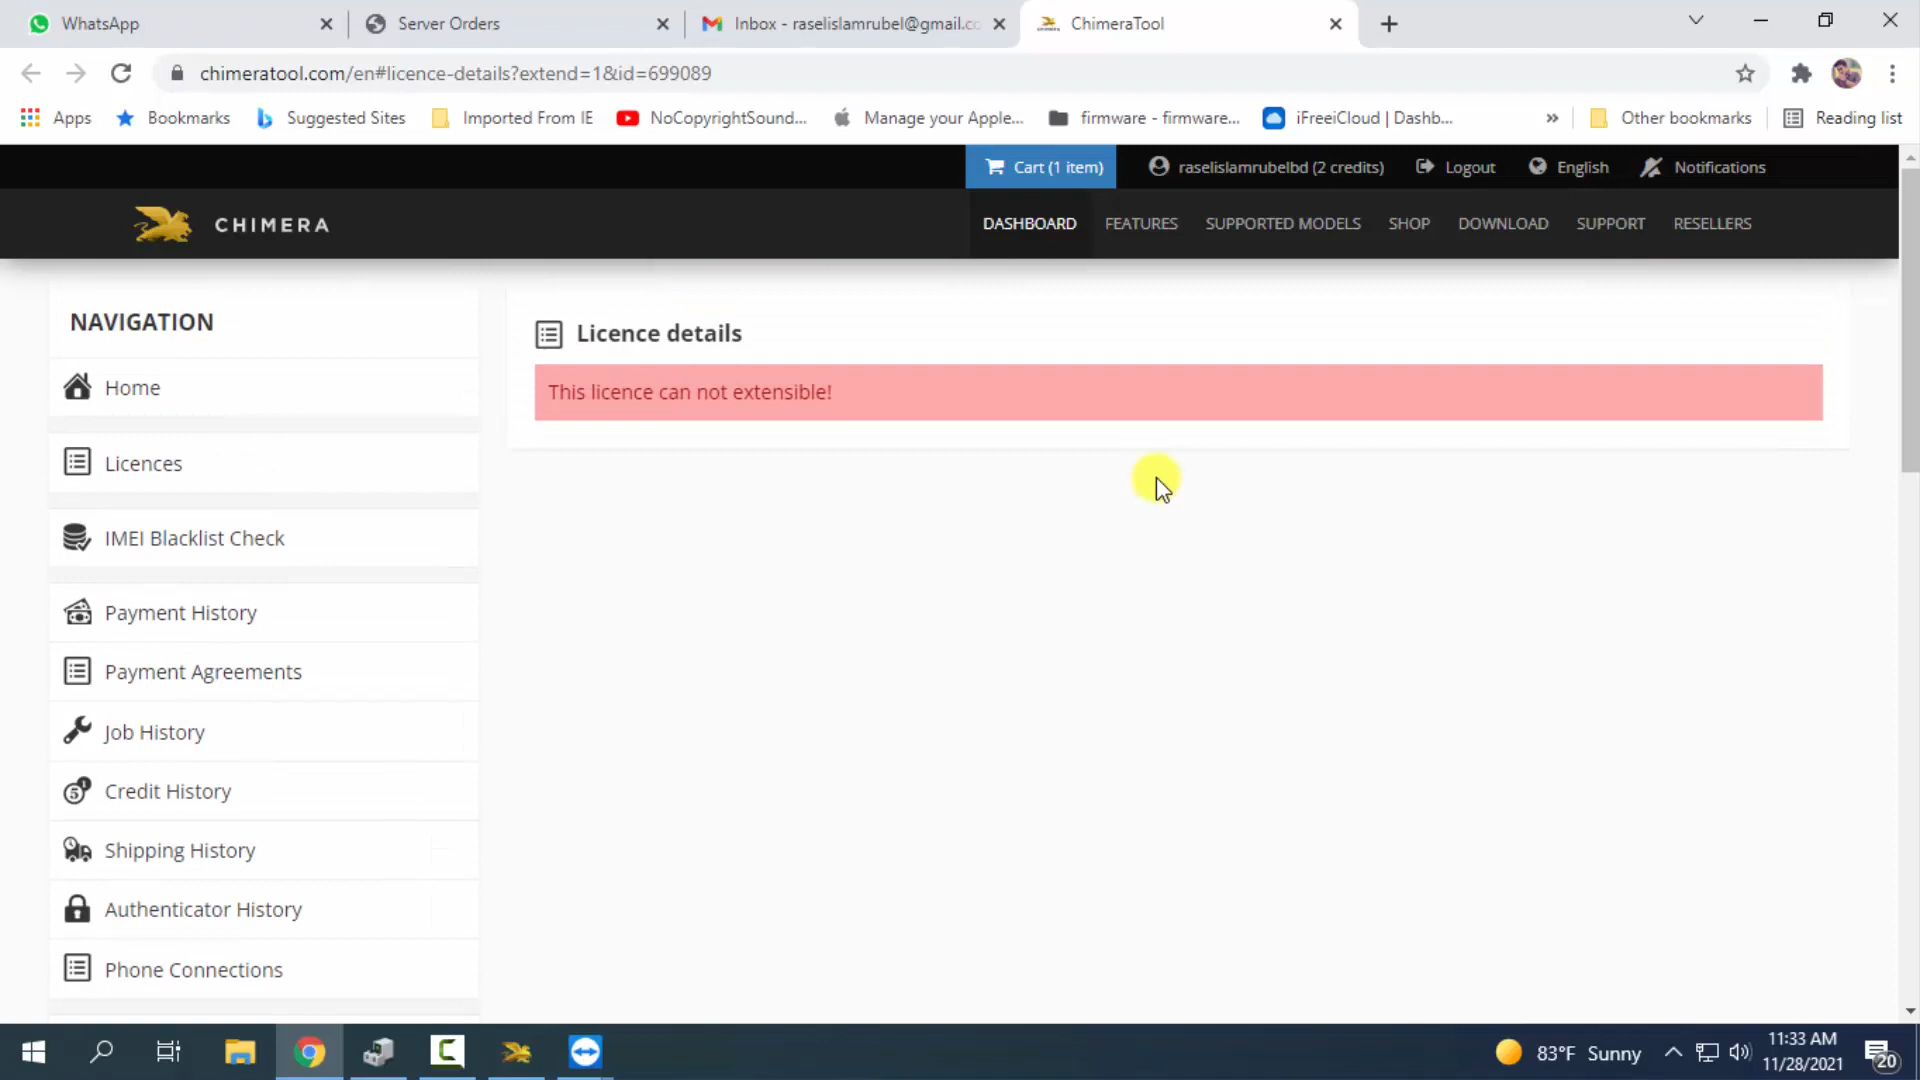 WhatsApp
Server Orders
Inbox - raselislamrubel@gmail.co
ChimeraTool
chimeratool.com/en#licence-details?extend=1&id=699089
Apps
Bookmarks
Suggested Sites
Imported From IE
NoCopyrightSound...
Manage your Apple...
firmware - firmware...
iFreeiCloud | Dashb...
»
Other bookmarks
Reading list
Cart (1 item)
raselislamrubelbd (2 credits)
Logout
English
Notifications
CHIMERA
DASHBOARD
FEATURES
SUPPORTED MODELS
SHOP
DOWNLOAD
SUPPORT
RESELLERS
NAVIGATION
Home
Licences
IMEI Blacklist Check
Payment History
Payment Agreements
Job History
Credit History
Shipping History
Authenticator History
Phone Connections
Licence details
This licence can not extensible!
83°F Sunny
11:33 AM
11/28/2021
20